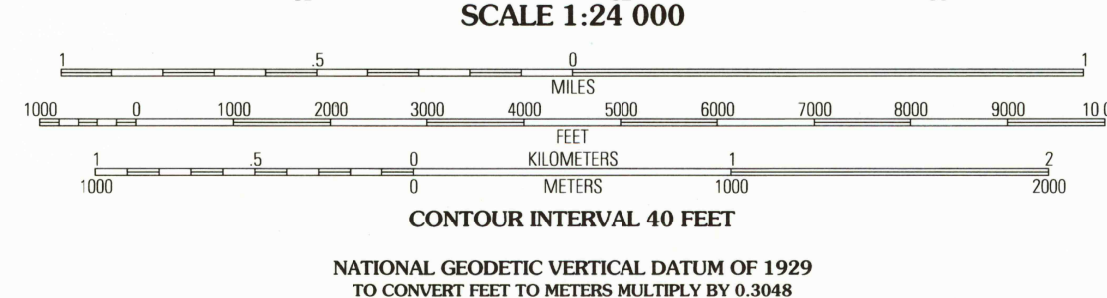 SCALE 1:24 000
1 .5 0 1
MILES
1000 0 1000 2000 3000 4000 5000 6000 7000 8000 9000 10
FEET
1 .5 0 KILOMETERS 1 2
1000 0 METERS 1000 2000
CONTOUR INTERVAL 40 FEET
NATIONAL GEODETIC VERTICAL DATUM OF 1929
TO CONVERT FEET TO METERS MULTIPLY BY 0.3048